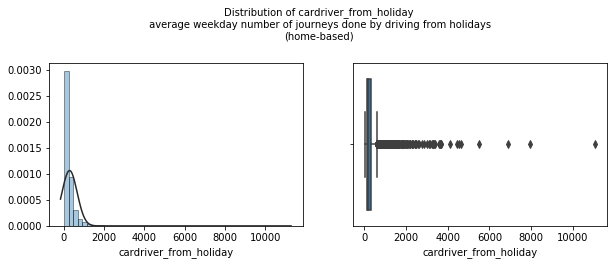 Distribution of cardriver_from_holiday
average weekday number of journeys done by driving from holidays
(home-based)
0.0030
0.0025
0.0020
0.0015
0.0010
0.0005
0.0000
0 2000 4000 6000 8000 10000
cardriver_from_holiday
0 2000 4000 6000 8000 10000
cardriver_from_holiday